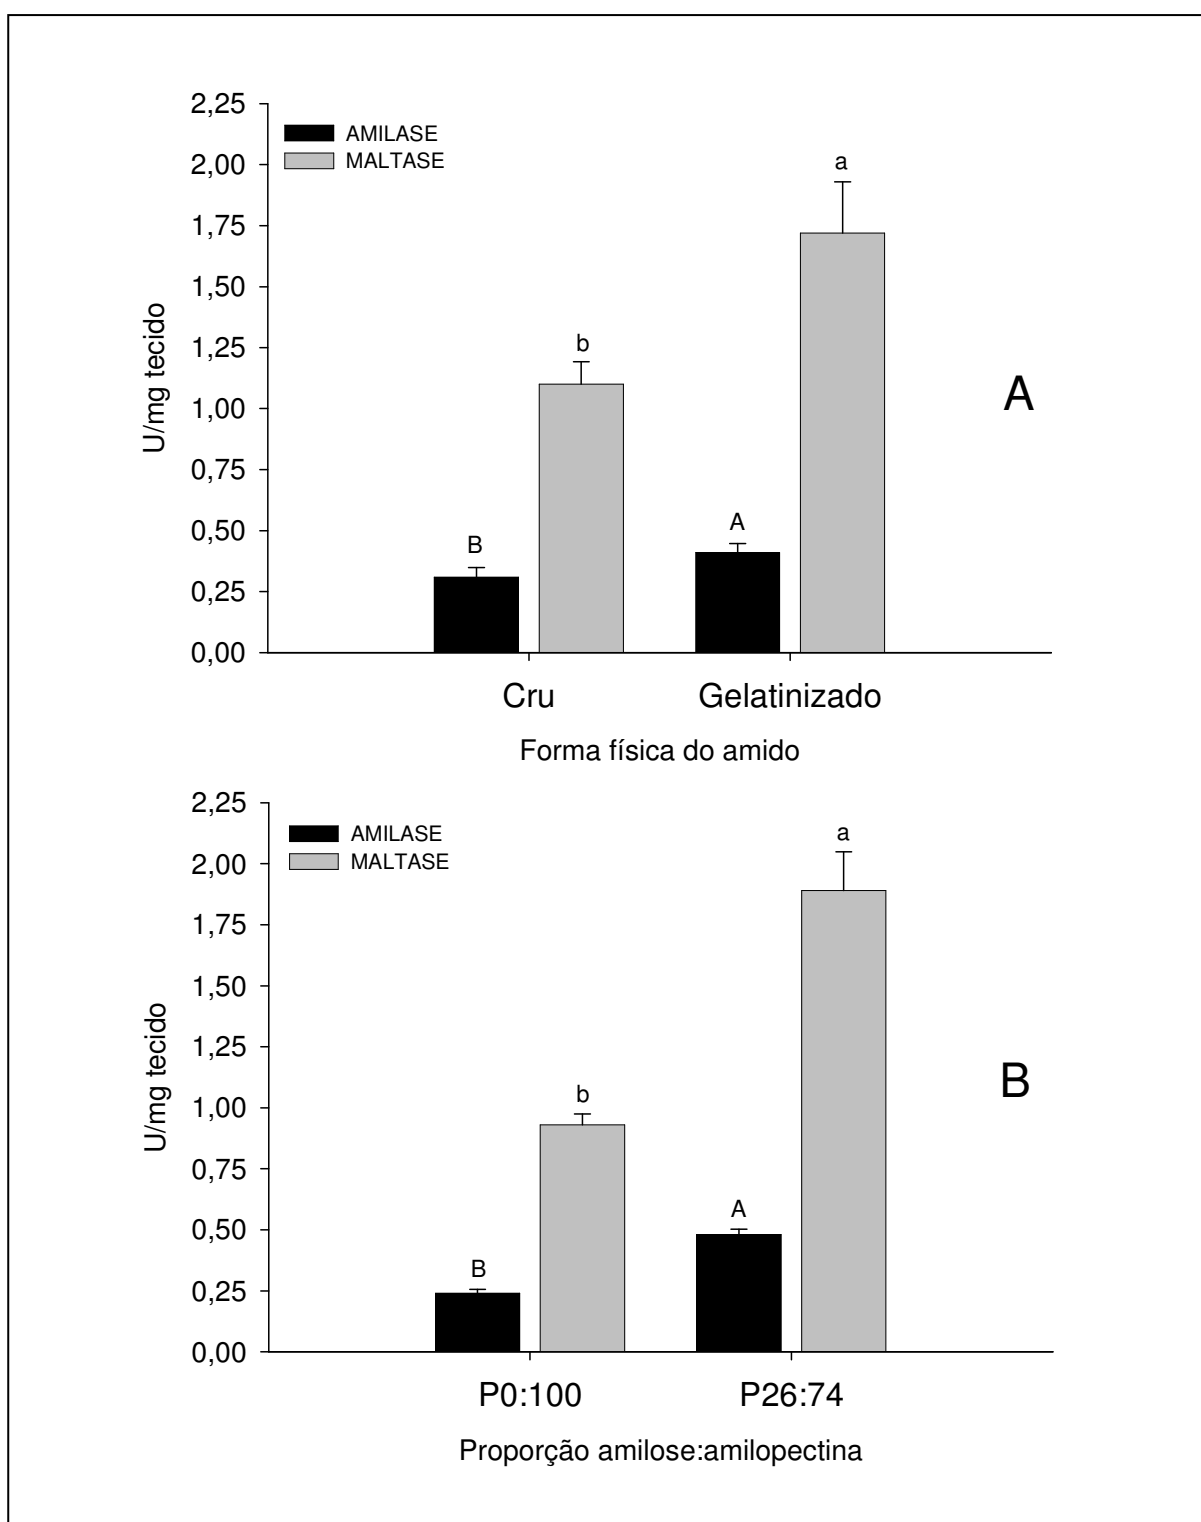 2,25
AMILASE
2,00
MALTASE
a
1,75
1,50
b
1,25
1,00
A
0,75
0,50
A
B
0,25
0,00
U/mg tecido
Cru Gelatinizado
Forma física do amido
2,25
AMILASE
2,00
MALTASE
a
1,75
1,50
1,25
b
1,00
B
0,75
0,50
A
B
0,25
0,00
U/mg tecido
P0:100 P26:74
Proporção amilose:amilopectina